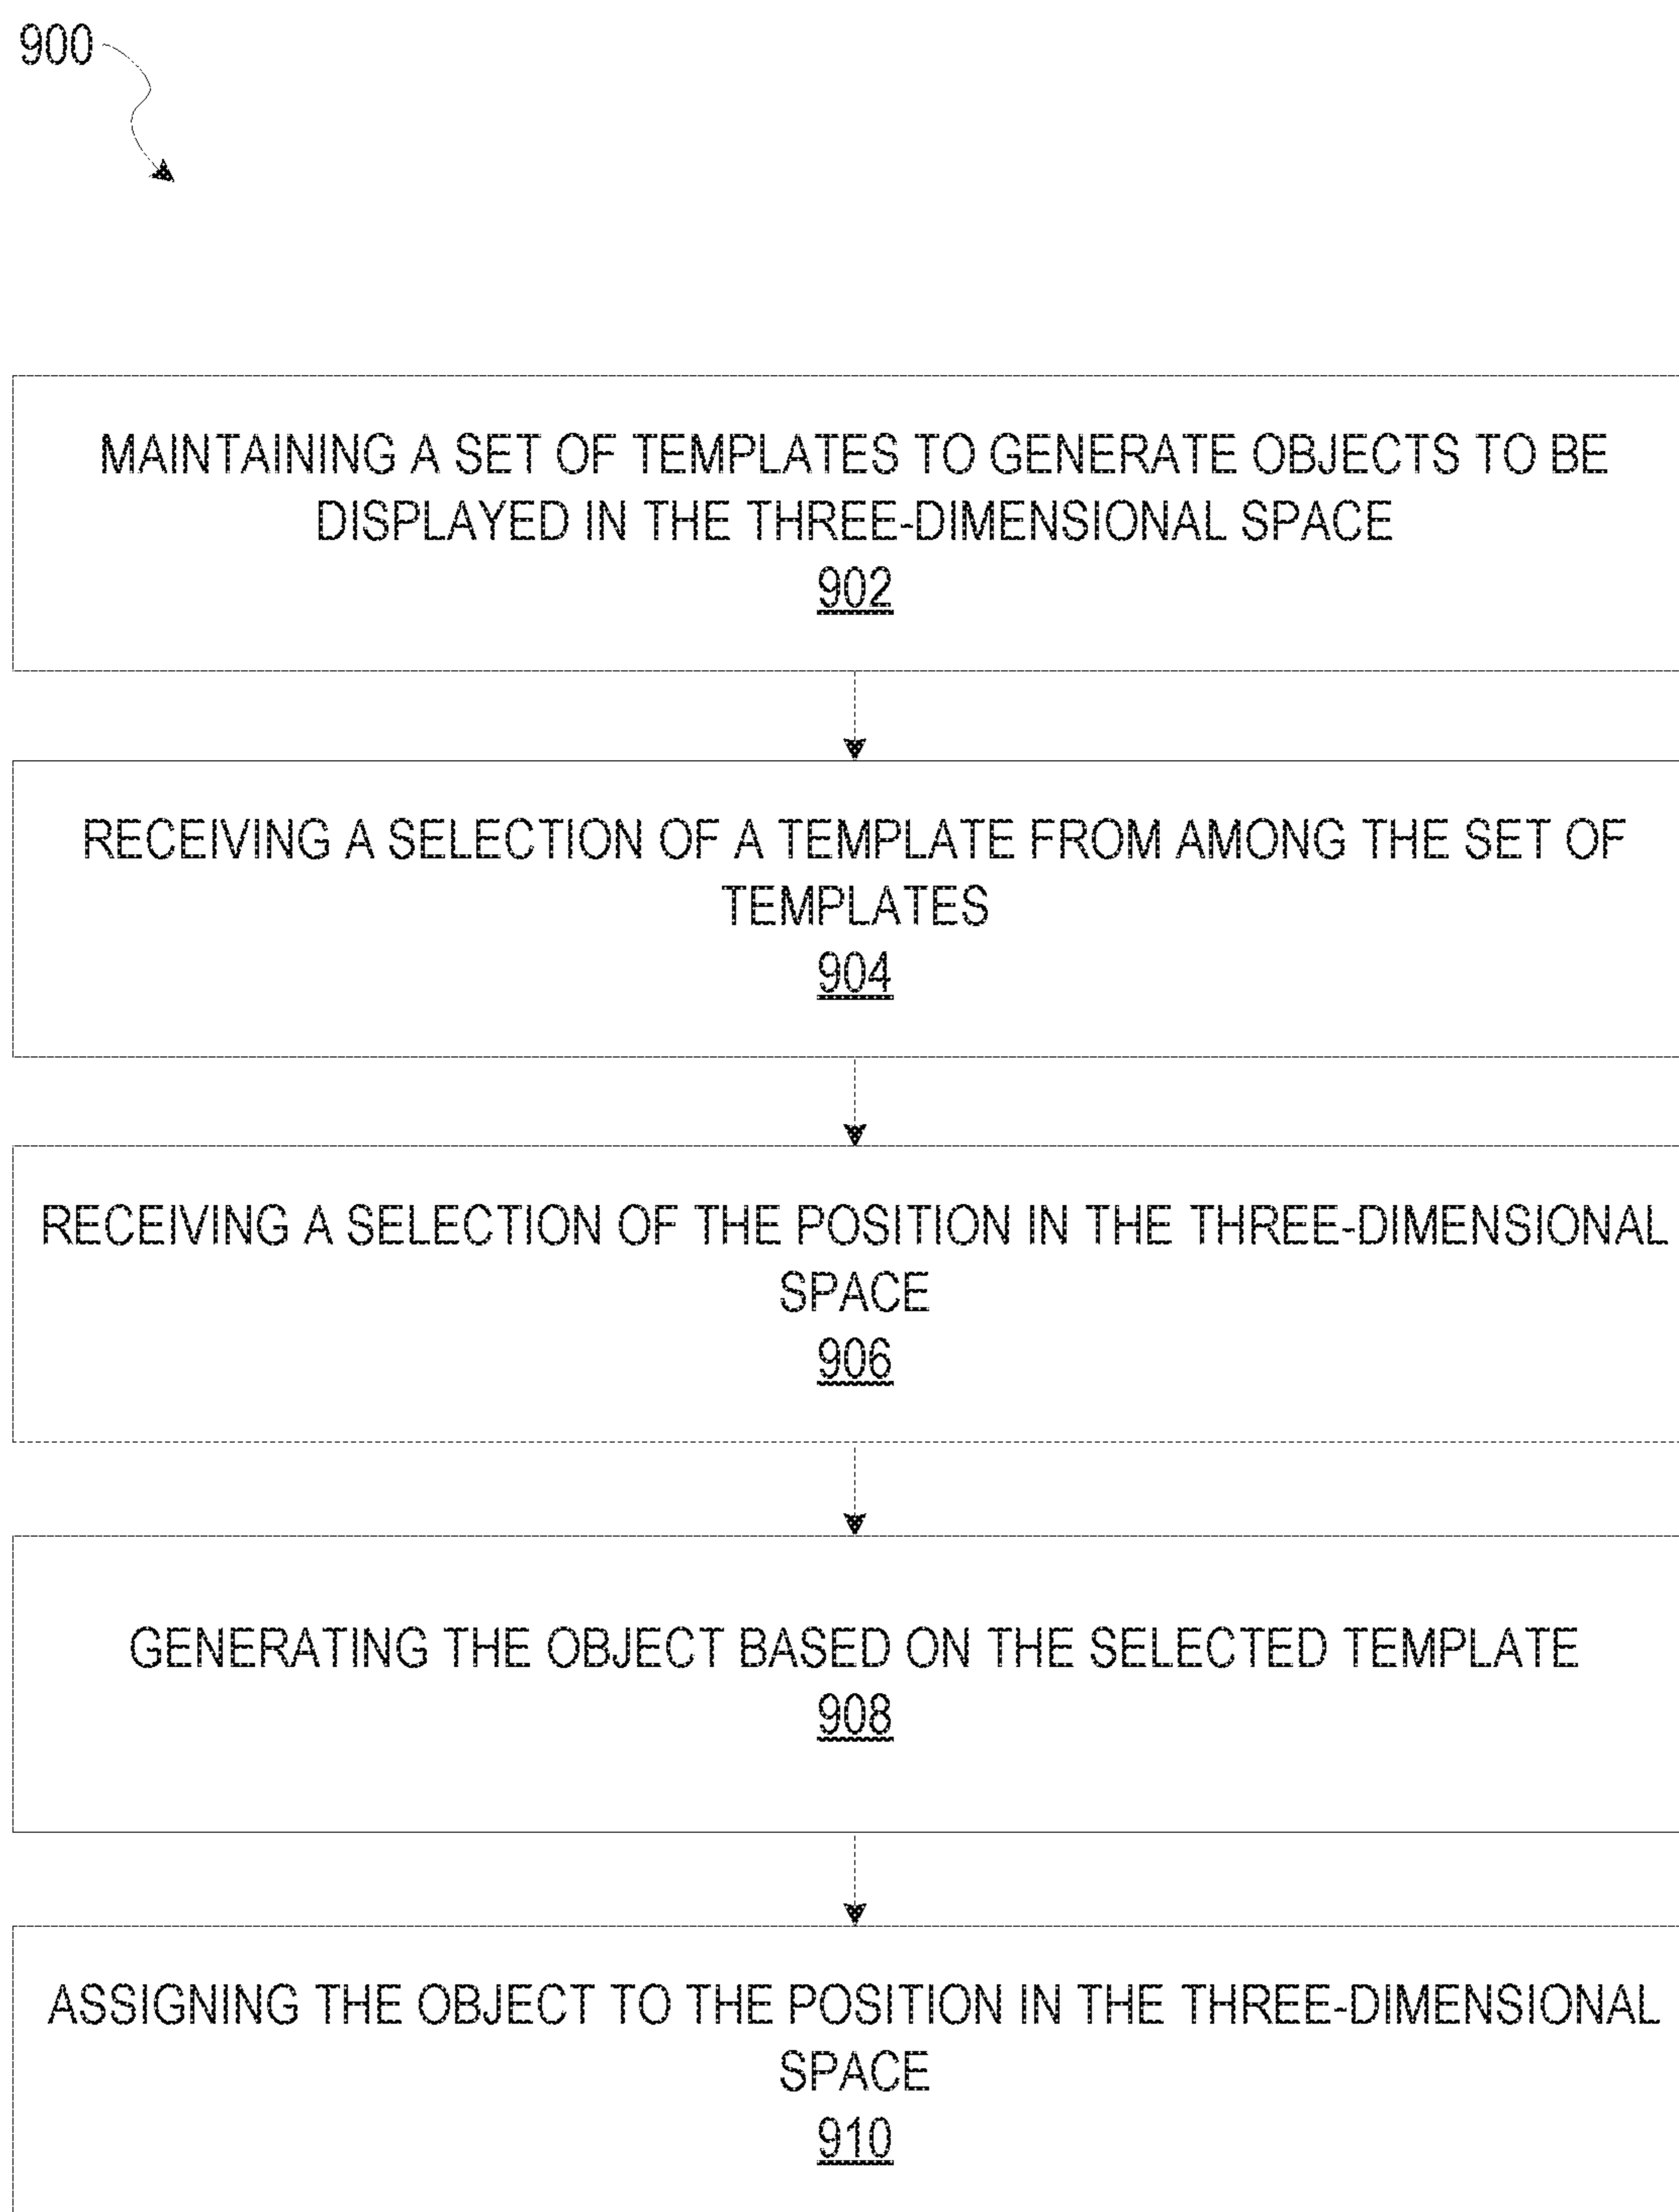 900
MAINTAINING A SET OF TEMPLATES TO GENERATE OBJECTS TO BE
DISPLAYED IN THE THREE-DIMENSIONAL SPACE
902
RECEIVING A SELECTION OF A TEMPLATE FROM AMONG THE SET OF
TEMPLATES
904
RECEIVING A SELECTION OF THE POSITION IN THE THREE-DIMENSIONAL
SPACE
906
GENERATING THE OBJECT BASED ON THE SELECTED TEMPLATE
908
ASSIGNING THE OBJECT TO THE POSITION IN THE THREE-DIMENSIONAL
SPACE
910